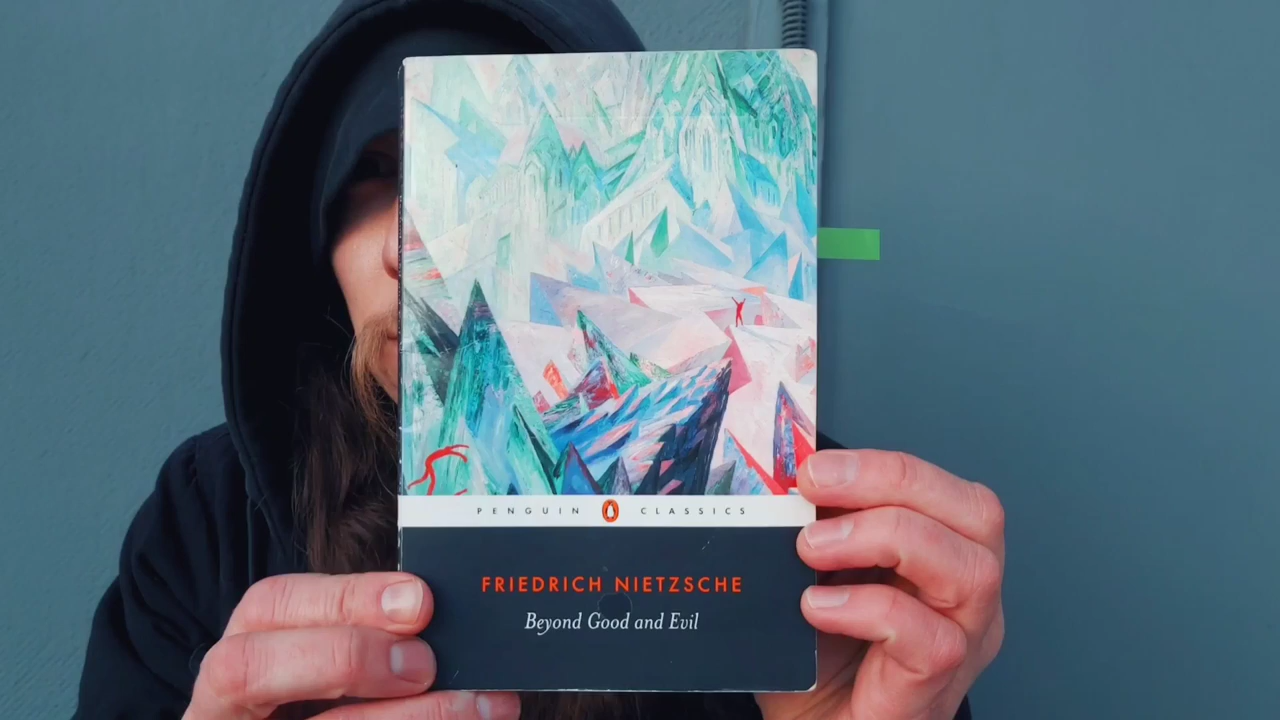 PENGUIN CLASSICS
FRIEDRICH NIETZSCHE
Beyond Good and Evil